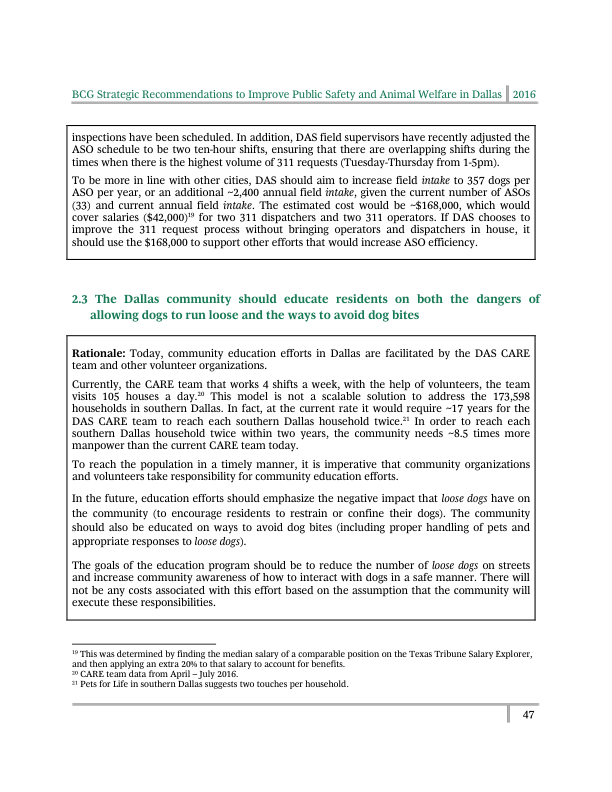 BCG Strategic Recommendations to Improve Public Safety and Animal Welfare in Dallas 2016
inspections have been scheduled. In addition, DAS field supervisors have recently adjusted the
ASO schedule to be two ten-hour shifts, ensuring that there are overlapping shifts during the
times when there is the highest volume of 311 requests (Tuesday-Thursday from 1-5pm).
To be more in line with other cities, DAS should aim to increase field intake to 357 dogs per
ASO per year, or an additional ~2,400 annual field intake, given the current number of ASOs
(33) and current annual field intake. The estimated cost would be ~$168,000, which would
cover salaries ($42,000)19 for two 311 dispatchers and two 311 operators. If DAS chooses to
improve the 311 request process without bringing operators and dispatchers in house, it
should use the $168,000 to support other efforts that would increase ASO efficiency.
2.3 The Dallas community should educate residents on both the dangers of
allowing dogs to run loose and the ways to avoid dog bites
Rationale: Today, community education efforts in Dallas are facilitated by the DAS CARE
team and other volunteer organizations.
Currently, the CARE team that works 4 shifts a week, with the help of volunteers, the team
visits 105 houses a day.20 This model is not a scalable solution to address the 173,598
households in southern Dallas. In fact, at the current rate it would require ~17 years for the
DAS CARE team to reach each southern Dallas household twice.21 In order to reach each
southern Dallas household twice within two years, the community needs ~8.5 times more
manpower than the current CARE team today.
To reach the population in a timely manner, it is imperative that community organizations
and volunteers take responsibility for community education efforts.
In the future, education efforts should emphasize the negative impact that loose dogs have on
the community (to encourage residents to restrain or confine their dogs). The community
should also be educated on ways to avoid dog bites (including proper handling of pets and
appropriate responses to loose dogs).
The goals of the education program should be to reduce the number of loose dogs on streets
and increase community awareness of how to interact with dogs in a safe manner. There will
not be any costs associated with this effort based on the assumption that the community will
execute these responsibilities.
19 This was determined by finding the median salary of a comparable position on the Texas Tribune Salary Explorer,
and then applying an extra 20% to that salary to account for benefits.
20 CARE team data from April – July 2016.
21 Pets for Life in southern Dallas suggests two touches per household.
47